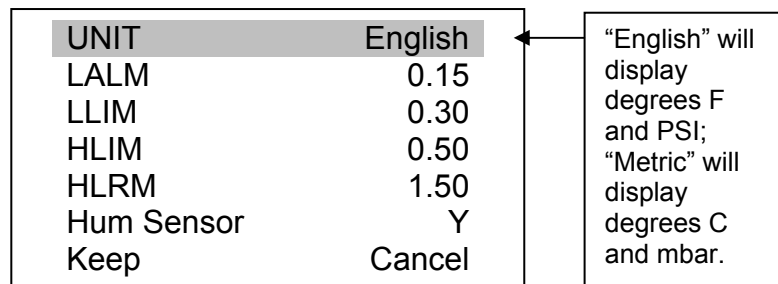 UNIT English
LALM 0.15
LLIM 0.30
HLIM 0.50
HLRM 1.50
Hum Sensor Y
Keep Cancel
“English” will
display
degrees F
and PSI;
“Metric” will
display
degrees C
and mbar.